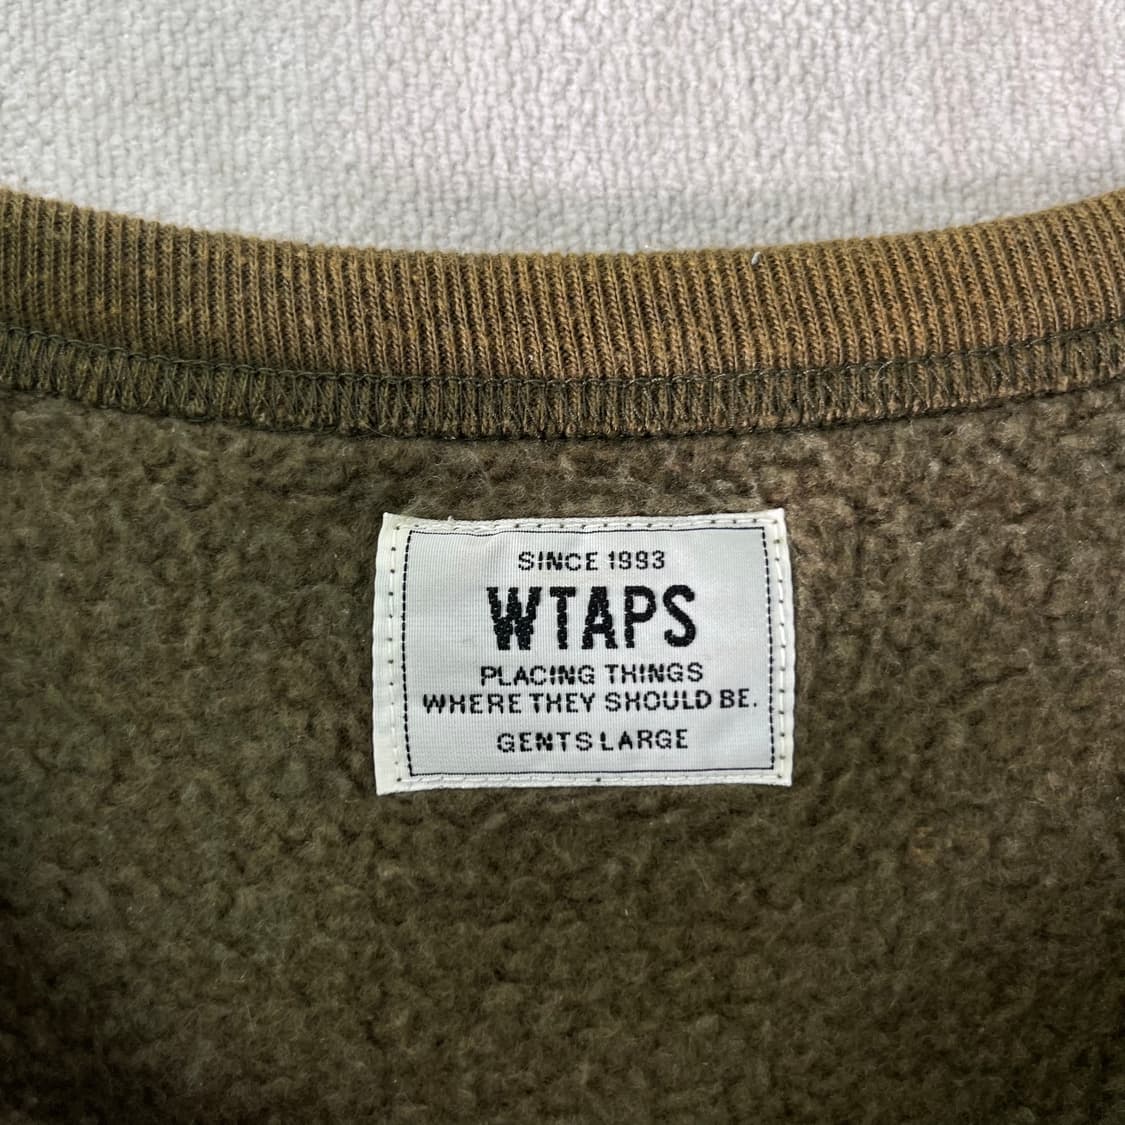 SINCE 1993
WTAPS
PLACING THINGS
WHERE THEY SHOULD BE.
GENTS LARGE